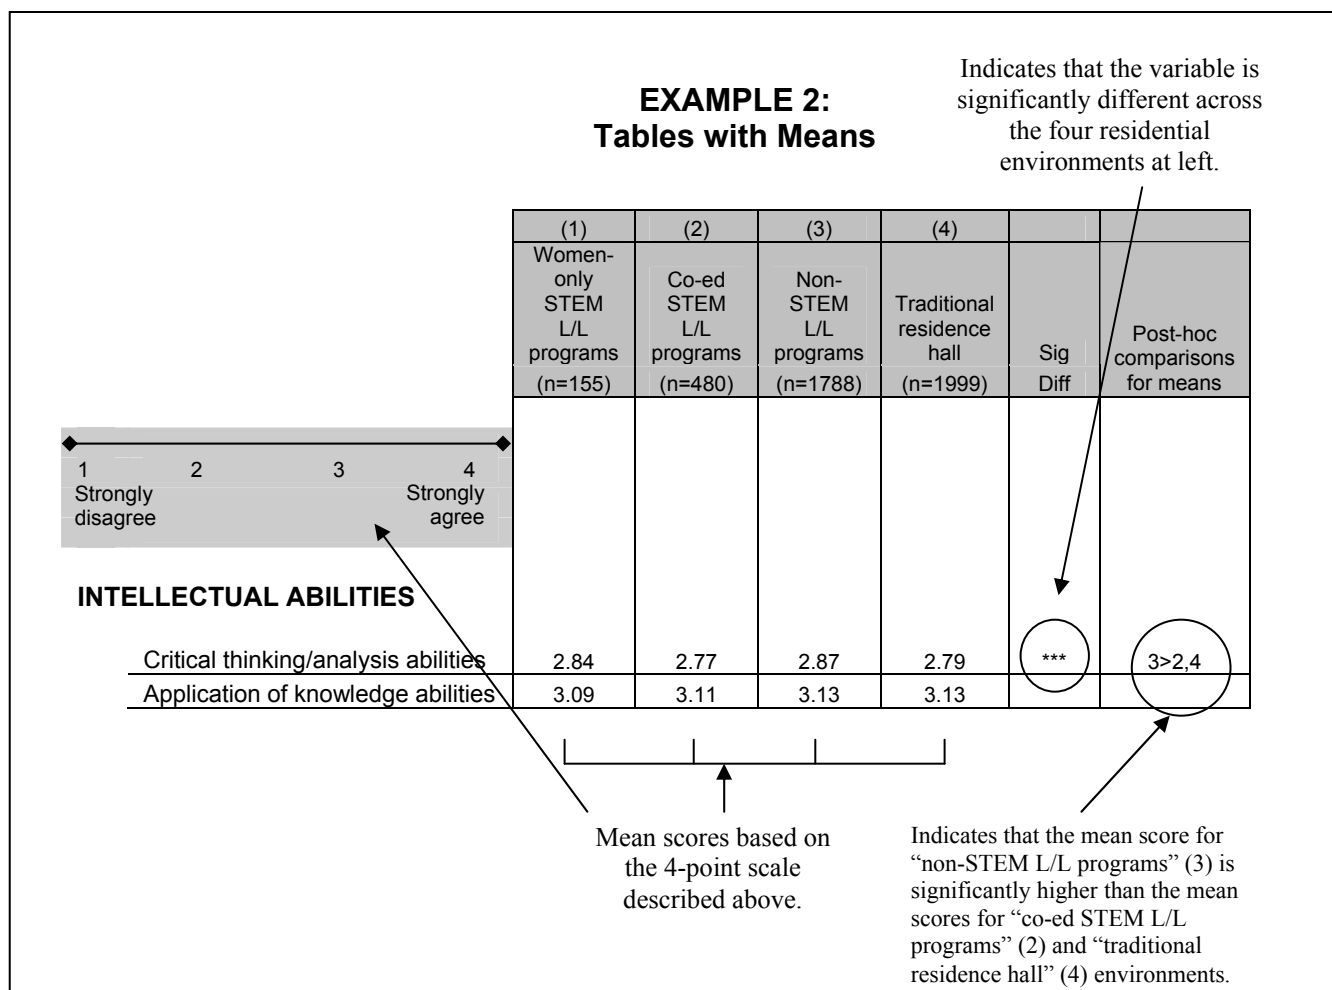 EXAMPLE 2:
Tables with Means
Indicates that the variable is
significantly different across
the four residential
environments at left.
(1) (2) (3) (4)
Women-
only
STEM
L/L
programs
(n=155)
Co-ed
STEM
L/L
programs
(n=480)
Non-
STEM
L/L
programs
(n=1788)
Traditional
residence
hall
(n=1999)
Sig
Diff
Post-hoc
comparisons
for means
1 2 3 4
Strongly
disagree
Strongly
agree
INTELLECTUAL ABILITIES
Critical thinking/analysis abilities 2.84 2.77 2.87 2.79 *** 3>2,4
Application of knowledge abilities 3.09 3.11 3.13 3.13
Mean scores based on
the 4-point scale
described above.
Indicates that the mean score for
“non-STEM L/L programs” (3) is
significantly higher than the mean
scores for “co-ed STEM L/L
programs” (2) and “traditional
residence hall” (4) environments.